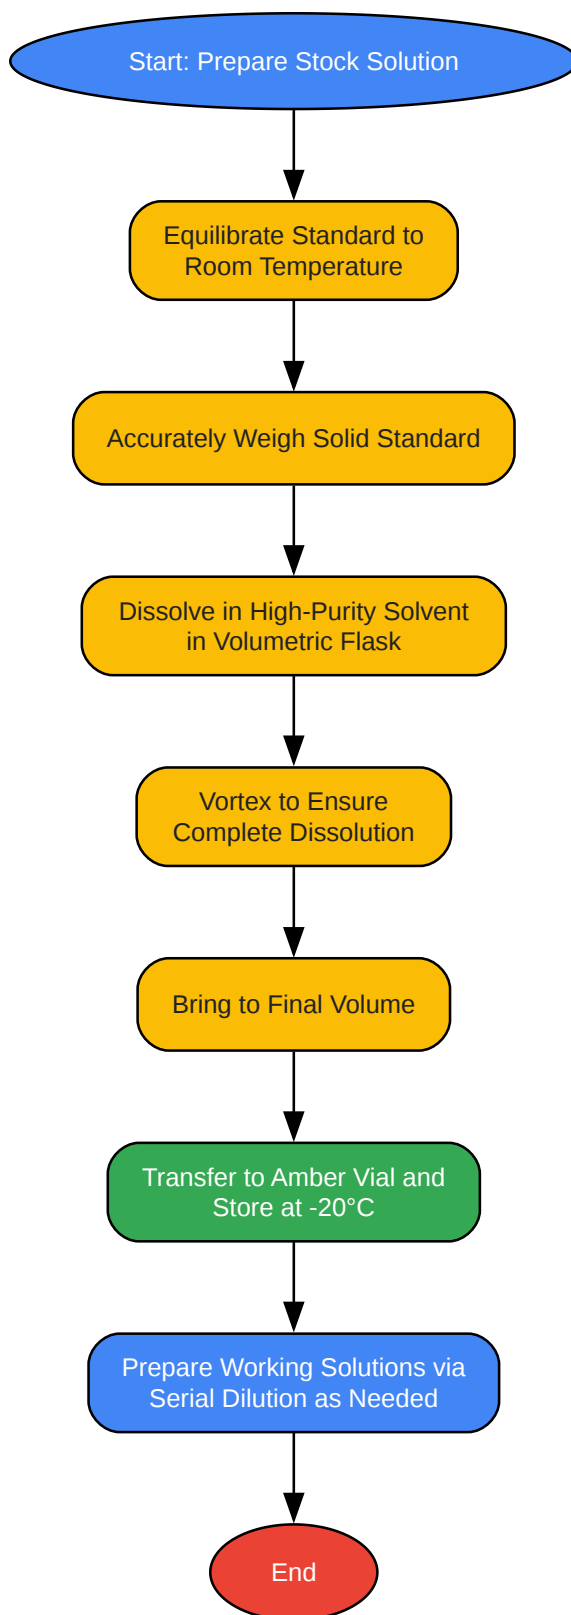 Start: Prepare Stock Solution
Equilibrate Standard to
Room Temperature
Accurately Weigh Solid Standard
Dissolve in High-Purity Solvent
in Volumetric Flask
Vortex to Ensure
Complete Dissolution
Bring to Final Volume
Transfer to Amber Vial and
Store at -20°C
Prepare Working Solutions via
Serial Dilution as Needed
End